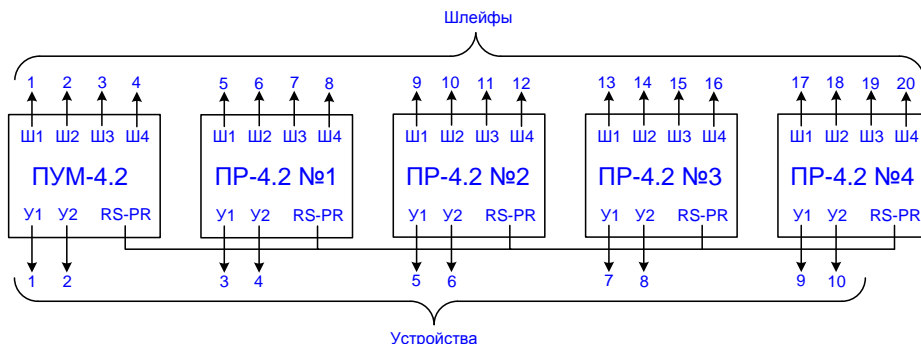 Шлейфы
1 2 3 4 5 6 7 8 9 10 11 12 13 14 15 16 17 18 19 20
Ш1 Ш2 Ш3 Ш4 Ш1 Ш2 Ш3 Ш4 Ш1 Ш2 Ш3 Ш4 Ш1 Ш2 Ш3 Ш4 Ш1 Ш2 Ш3 Ш4
ПУМ-4.2 ПР-4.2 №1 ПР-4.2 №2 ПР-4.2 №3 ПР-4.2 №4
У1 У2 RS-PR У1 У2 RS-PR У1 У2 RS-PR У1 У2 RS-PR У1 У2 RS-PR
1 2 3 4 5 6 7 8 9 10
Устройства